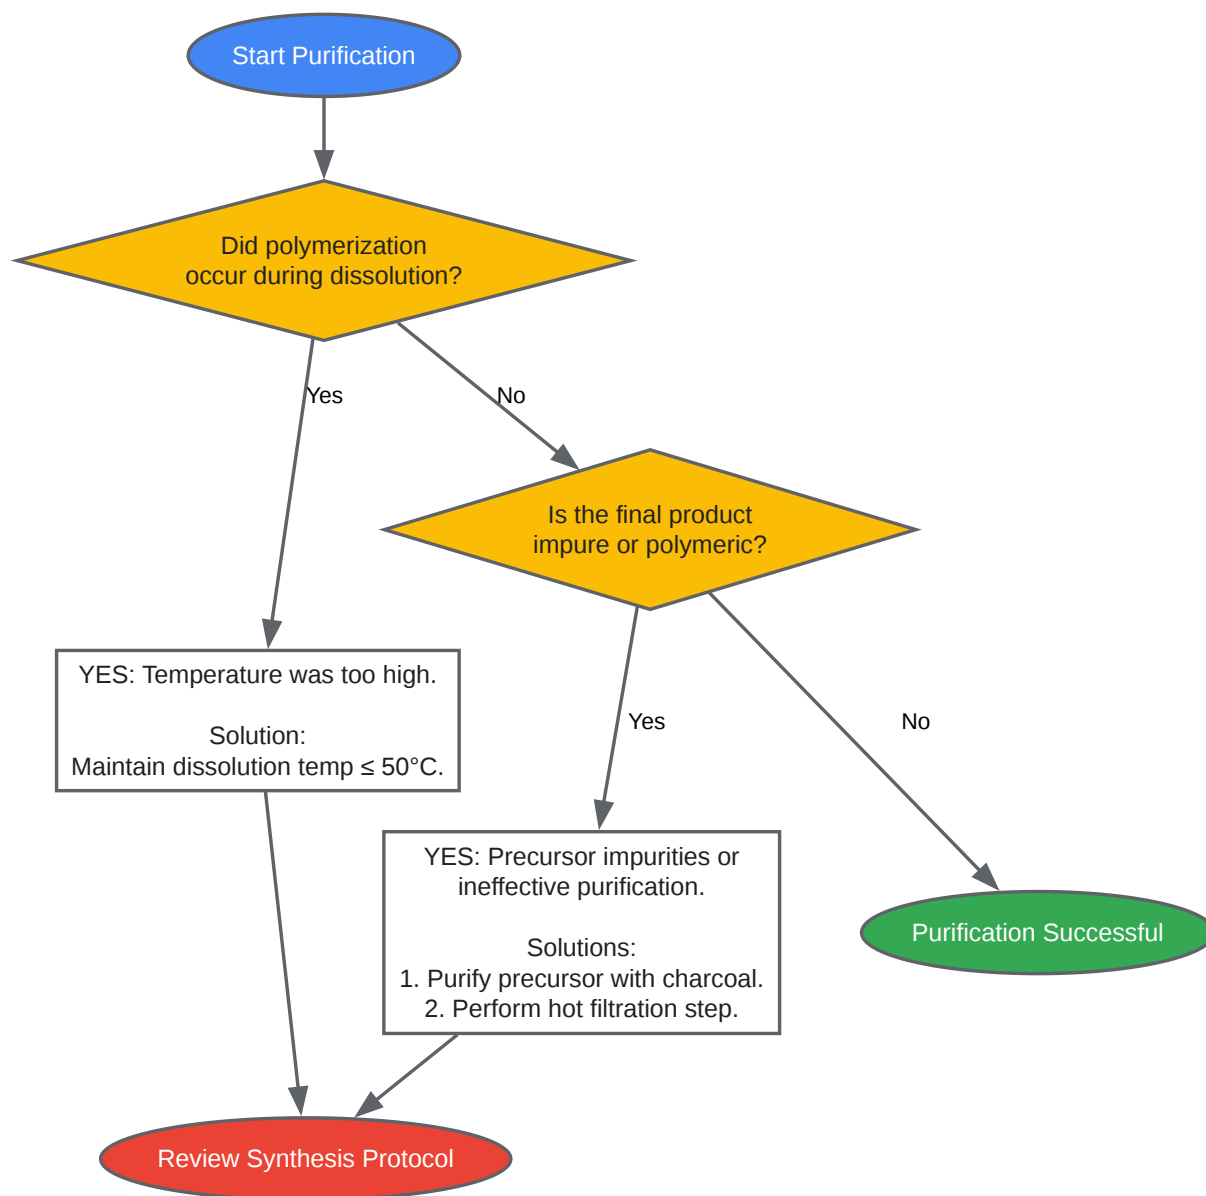 Start Purification
Did polymerization
occur during dissolution?
Yes
No
Is the final product
impure or polymeric?
YES: Temperature was too high.
Solution:
Maintain dissolution temp ≤ 50°C.
Yes
No
YES: Precursor impurities or
ineffective purification.
Solutions:
1. Purify precursor with charcoal.
2. Perform hot filtration step.
Purification Successful
Review Synthesis Protocol